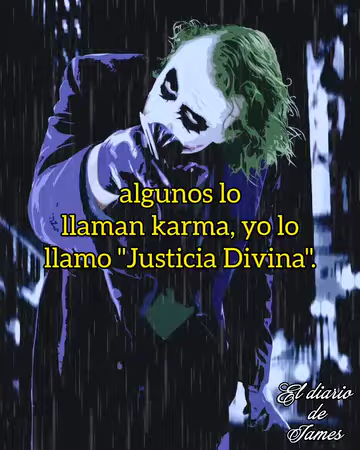 algunos lo
llaman karma, yo lo
llamo "Justicia Divina".
El diario
de
James